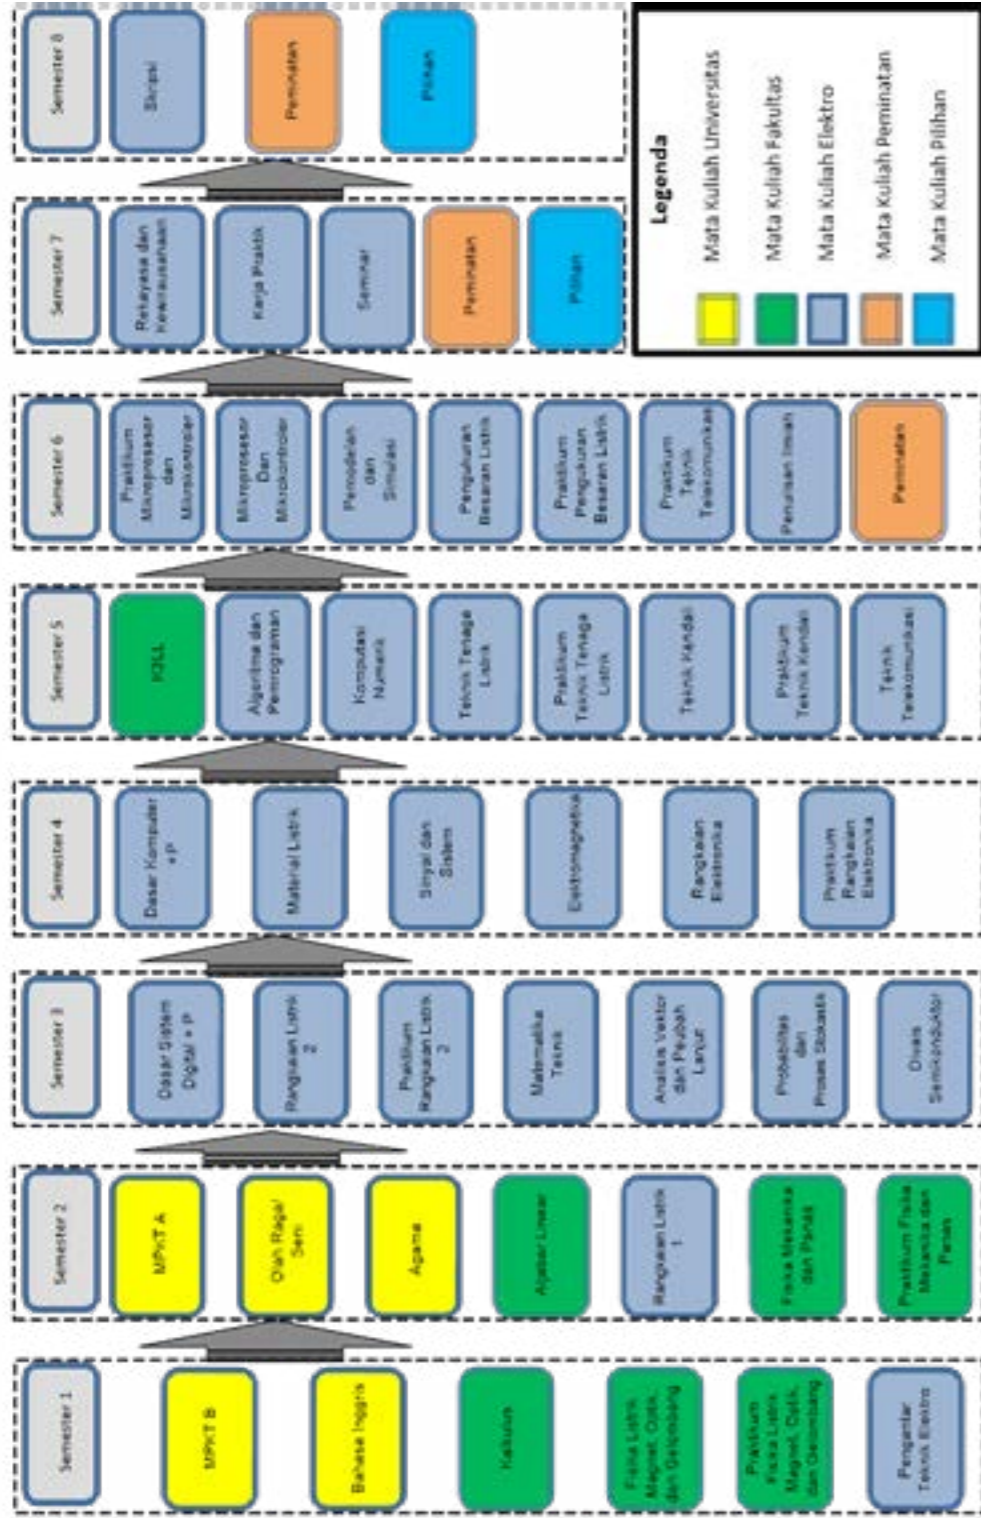 Semester 1
MPKT B
Bahasa Inggris
Kalkulus
Fisika Listrik
Magnet, Optik,
dan Gelombang
Praktikum
Fisika Listrik
Magnet, Optik,
dan Gelombang
Pengantar
Teknik Elektro
Semester 2
MPKT A
Olah Raga/
Seni
Agama
Aljabar Linear
Rangkaian Listrik
1
Fisika Mekanika
dan Panas
Praktikum Fisika
Mekanika dan
Panas
Semester 3
Dasar Sistem
Digital + P
Rangkaian Listrik
2
Praktikum
Rangkaian Listrik
2
Matematika
Teknik
Analisis Vektor
dan Peubah
Lanjut
Probabilitas
dan
Proses Stokastik
Divais
Semikonduktor
Semester 4
Dasar Komputer
+ P
Material Listrik
Sinyal dan
Sistem
Elektromagnetika
Rangkaian
Elektronika
Praktikum
Rangkaian
Elektronika
Semester 5
K3LL
Algoritma dan
Pemrograman
Komputasi
Numerik
Teknik Tenaga
Listrik
Praktikum
Teknik Tenaga
Listrik
Teknik Kendali
Praktikum
Teknik Kendali
Teknik
Telekomunikasi
Semester 6
Praktikum
Mikroprosesor
dan
Mikrokontroler
Mikroprosesor
Dan
Mikrokontroler
Pemodelan
dan
Simulasi
Pengukuran
Besaran Listrik
Praktikum
Pengukuran
Besaran Listrik
Praktikum
Teknik
Telekomunikasi
Penulisan Ilmiah
Peminatan
Semester 7
Rekayasa dan
Kewirausahaan
Kerja Praktik
Seminar
Peminatan
Pilihan
Semester 8
Skripsi
Peminatan
Pilihan
Legenda
Mata Kuliah Universitas
Mata Kuliah Fakultas
Mata Kuliah Elektro
Mata Kuliah Peminatan
Mata Kuliah Pilihan